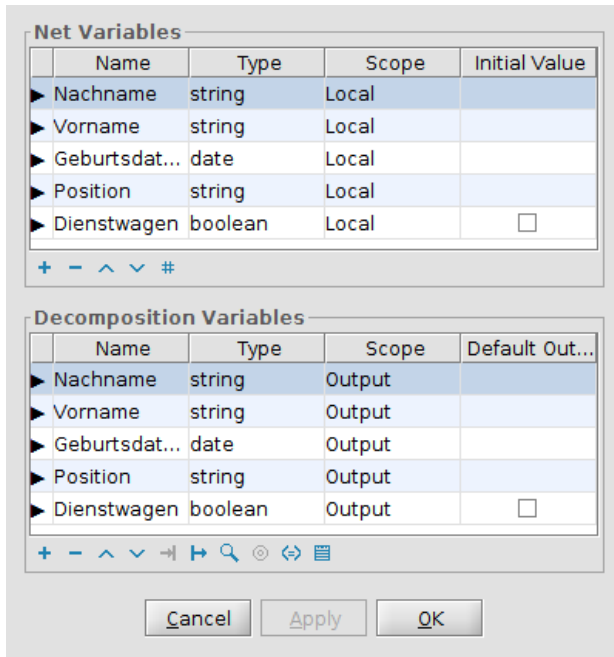 Net Variables
Name Type Scope Initial Value
Nachname string Local
Vorname string Local
Geburtsdat... date Local
Position string Local
Dienstwagen boolean Local
Decomposition Variables
Name Type Scope Default Out...
Nachname string Output
Vorname string Output
Geburtsdat... date Output
Position string Output
Dienstwagen boolean Output
Cancel Apply OK